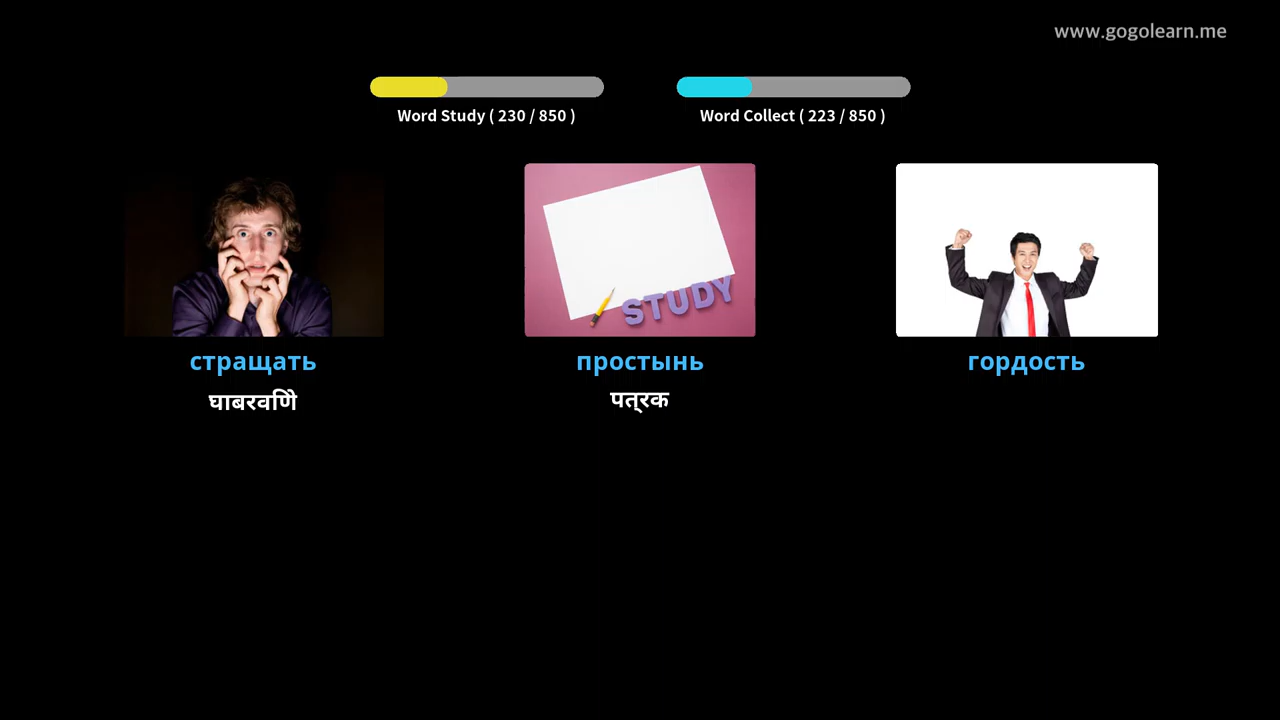 www.gogolearn.me
Word Study ( 230 / 850 )
Word Collect ( 223 / 850 )
STUDY
стращать
простынь
гордость
घाबरवणिे
पत्रक